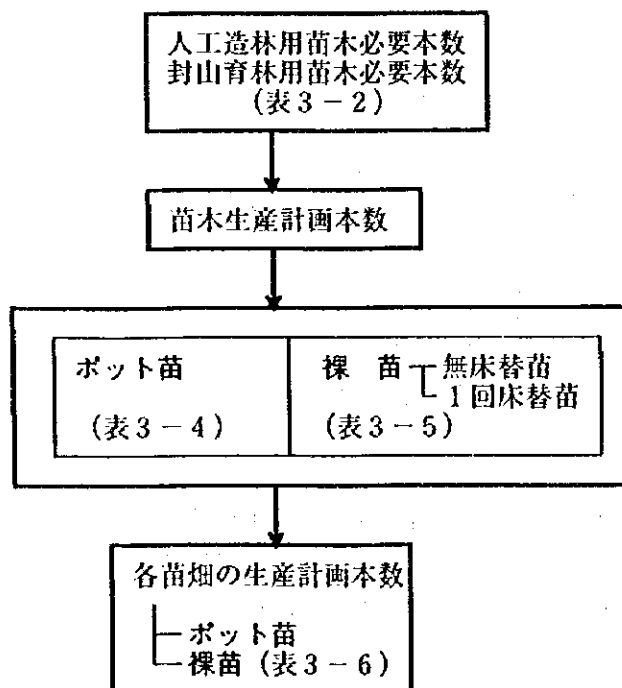 人工造林用苗木必要本数
封山育林用苗木必要本数
(表3-2)
苗木生産計画本数
ポット苗
(表3-4)
裸 苗 無床替苗
1回床替苗
(表3-5)
各苗畑の生産計画本数
ポット苗
裸苗 (表3-6)